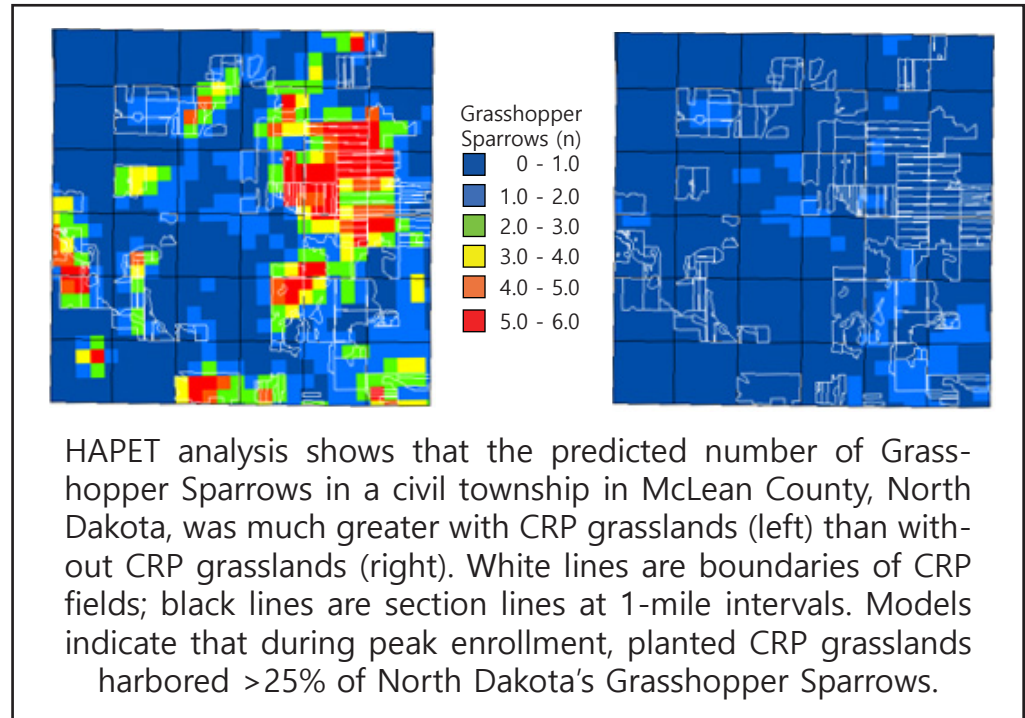 Grasshopper
Sparrows (n)
0 - 1.0
1.0 - 2.0
2.0 - 3.0
3.0 - 4.0
4.0 - 5.0
5.0 - 6.0
HAPET analysis shows that the predicted number of Grass-
hopper Sparrows in a civil township in McLean County, North
Dakota, was much greater with CRP grasslands (left) than with-
out CRP grasslands (right). White lines are boundaries of CRP
fields; black lines are section lines at 1-mile intervals. Models
indicate that during peak enrollment, planted CRP grasslands
harbored >25% of North Dakota’s Grasshopper Sparrows.